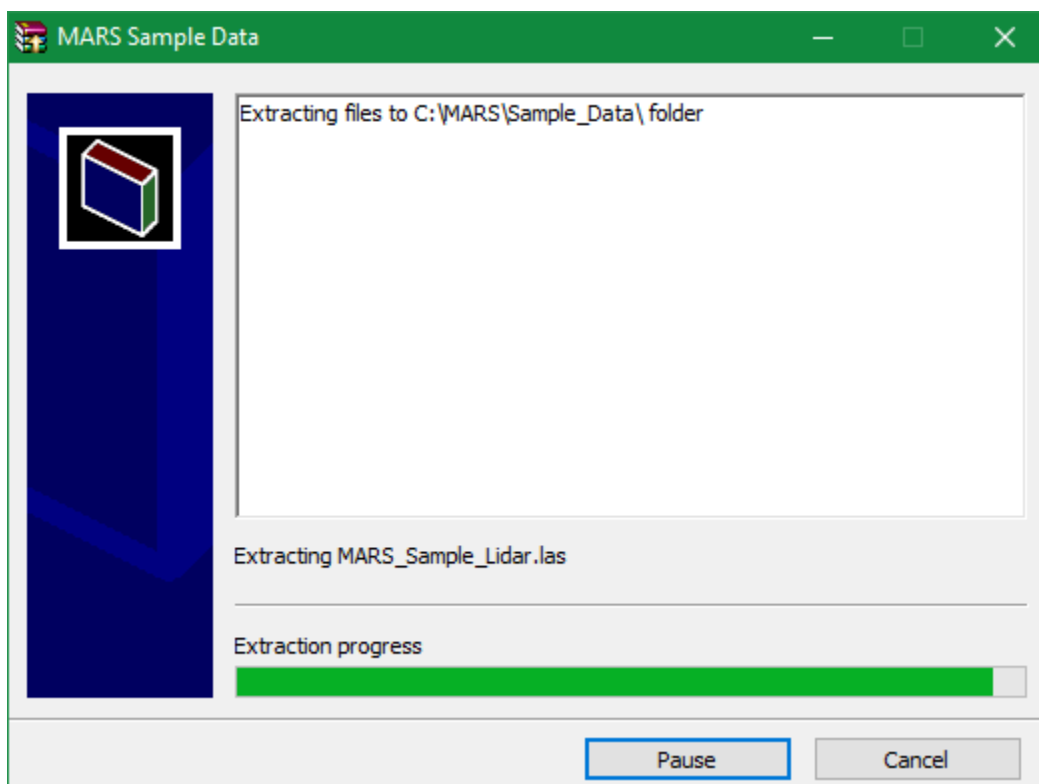 MARS Sample Data
Extracting files to C:\MARS\Sample_Data\ folder
Extracting MARS_Sample_Lidar.las
Extraction progress
Pause
Cancel